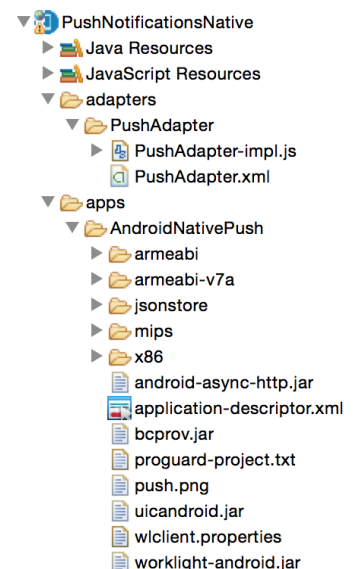 PushNotificationsNative
Java Resources
JavaScript Resources
adapters
PushAdapter
PushAdapter-impl.js
PushAdapter.xml
apps
AndroidNativePush
armeabi
armeabi-v7a
jsonstore
mips
x86
android-async-http.jar
application-descriptor.xml
bcprov.jar
proguard-project.txt
push.png
uicandroid.jar
wlclient.properties
worklight-android.jar